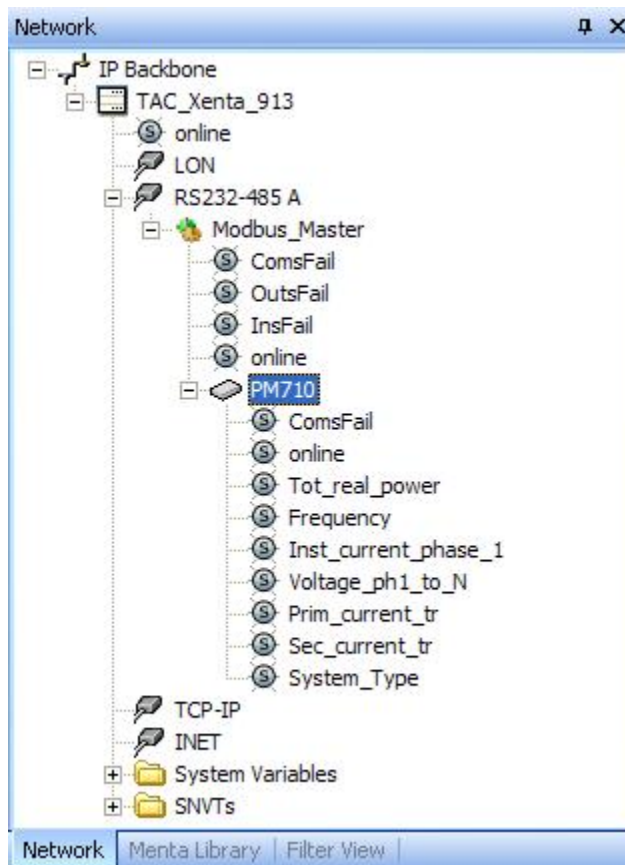 Network
IP Backbone
TAC_Xenta_913
online
LON
RS232-485 A
Modbus_Master
ComsFail
OutsFail
InsFail
online
PM710
ComsFail
online
Tot_real_power
Frequency
Inst_current_phase_1
Voltage_ph1_to_N
Prim_current_tr
Sec_current_tr
System_Type
TCP-IP
INET
System Variables
SNVTs
Network Menta Library Filter View